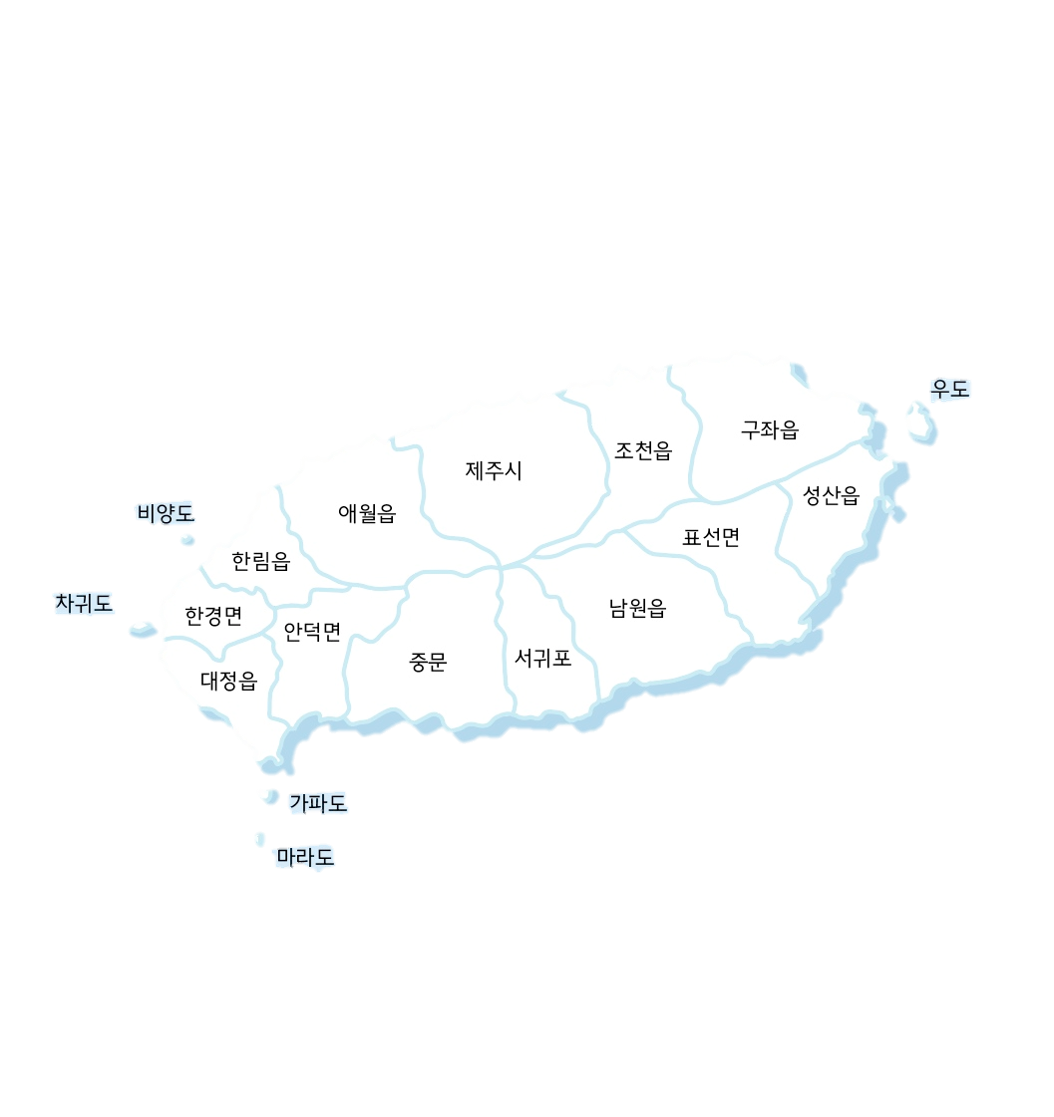 우도
구좌읍
조천읍
제주시
성산읍
애월읍
비양도
표선면
한림읍
차귀도
한경면
남원읍
안덕면
서귀포
중문
대정읍
가파도
마라도